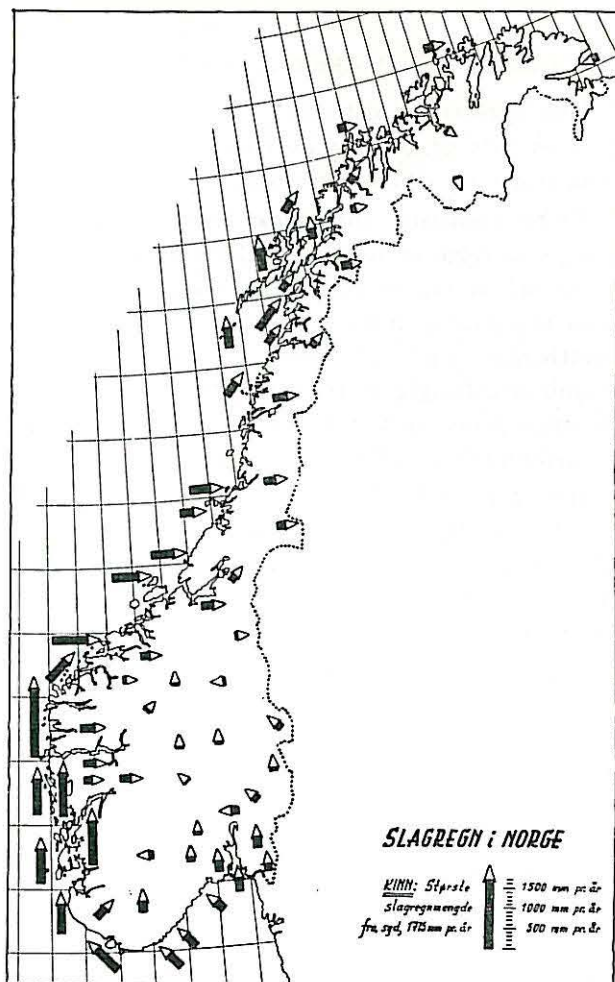 SLAGREGN i NORGE
KINN: Største
slagregnmengde
fra syd, 1775 mm pr. år
1500 mm pr. år
1000 mm pr. år
500 mm pr. år